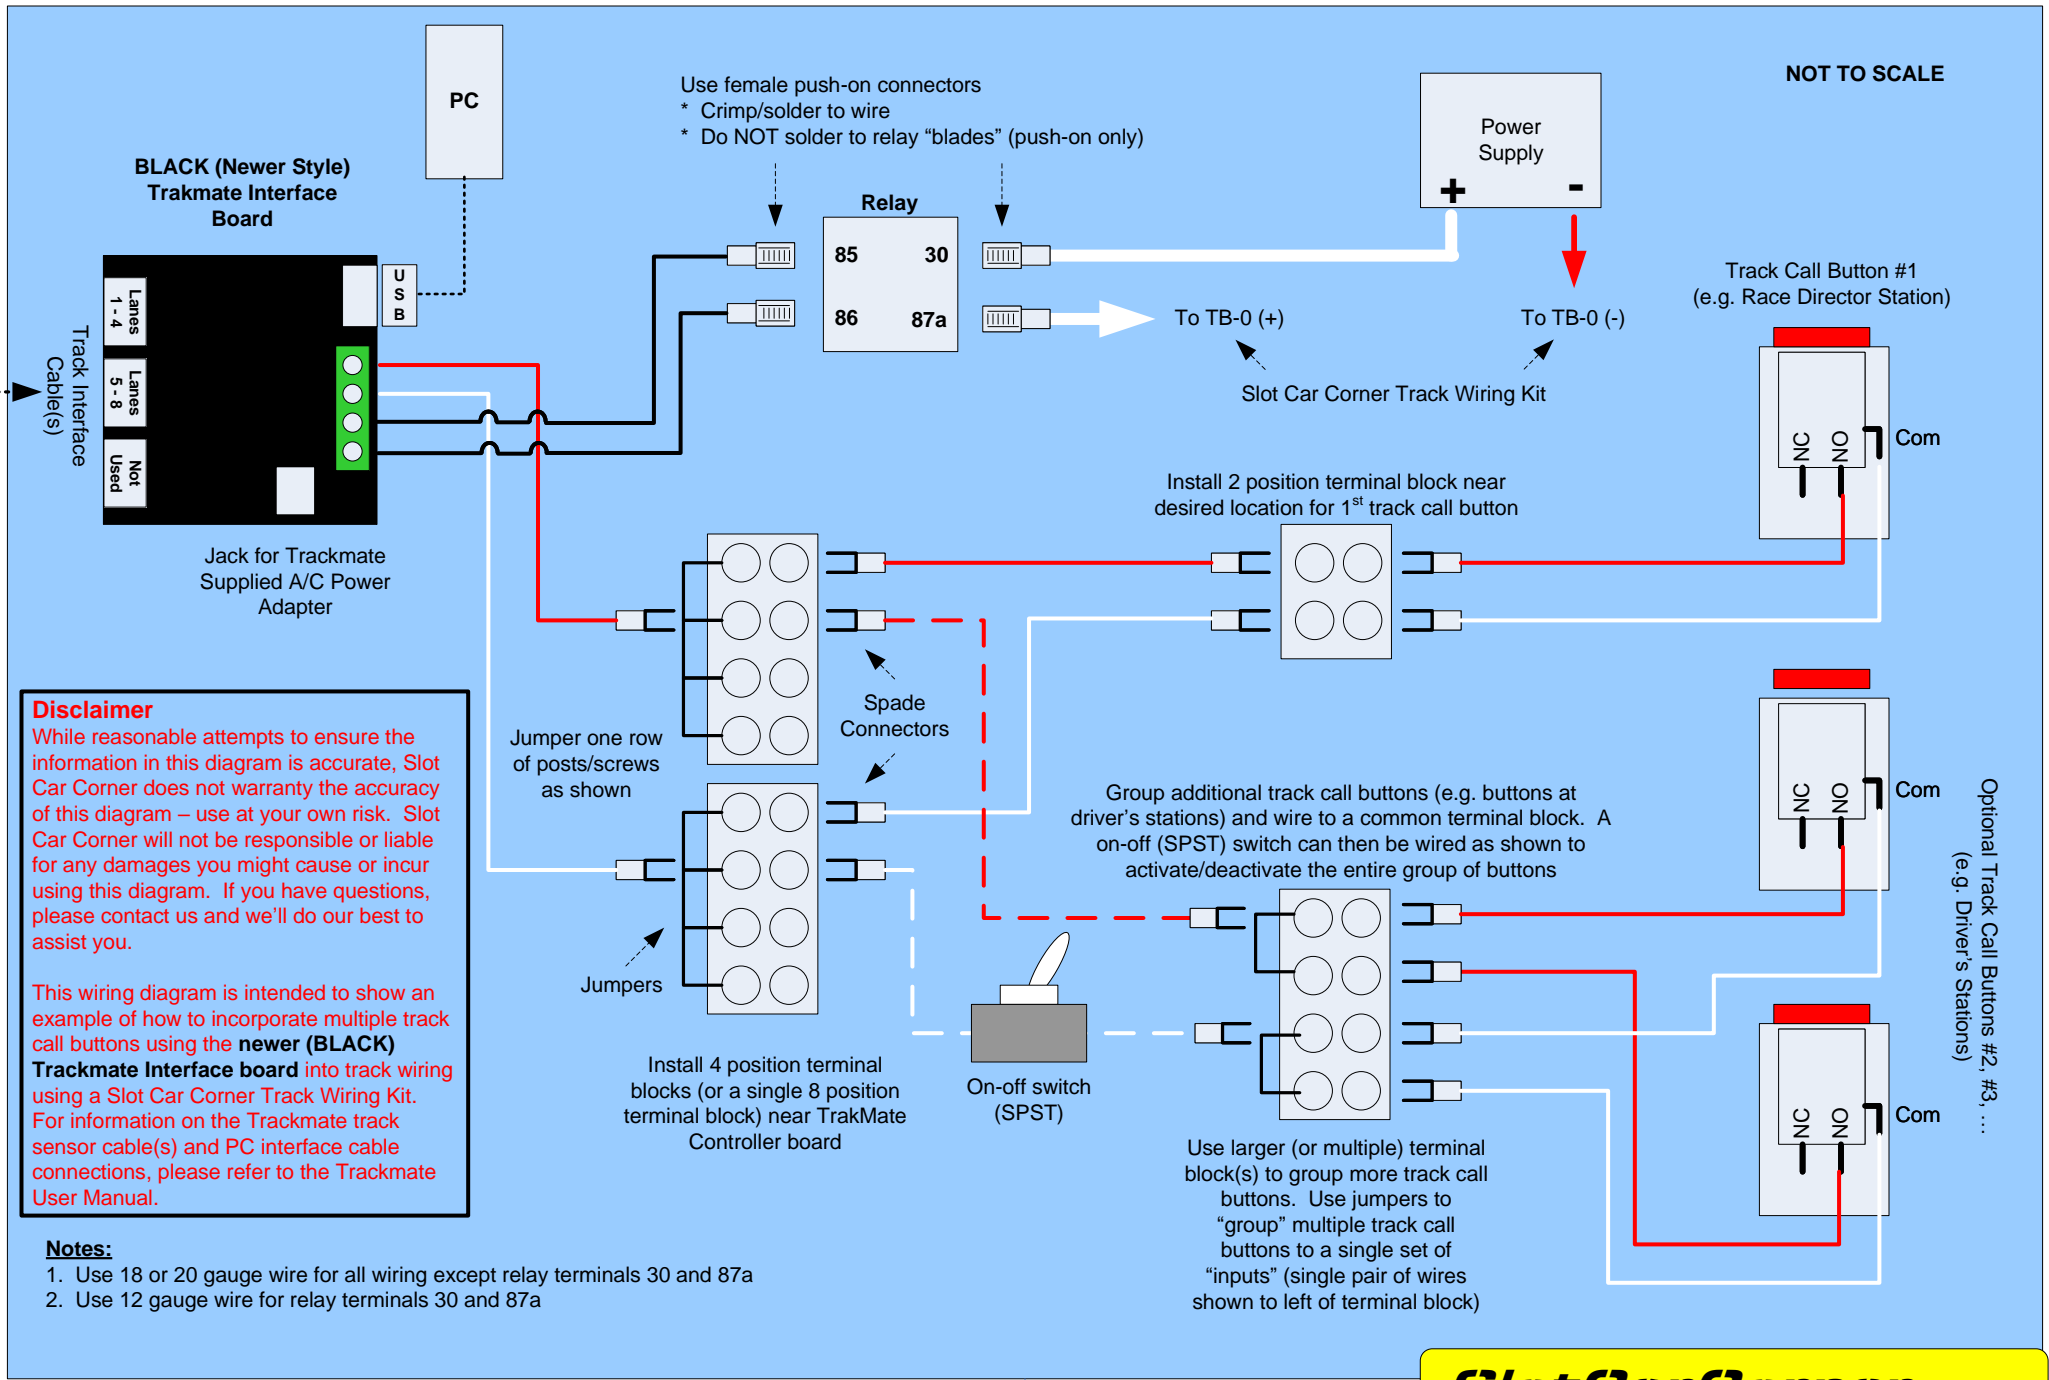 NOT TO SCALE
PC
Use female push-on connectors
* Crimp/solder to wire
* Do NOT solder to relay “blades” (push-on only)
Power
Supply
+ -
BLACK (Newer Style)
Trakmate Interface
Board
Relay
85 30
86 87a
USB
Lanes
1 - 4
Lanes
5 - 8
Not
Used
Track Interface
Cable(s)
To TB-0 (+)
To TB-0 (-)
Slot Car Corner Track Wiring Kit
Track Call Button #1
(e.g. Race Director Station)
NC
NO
Com
Install 2 position terminal block near
desired location for 1st track call button
Jack for Trackmate
Supplied A/C Power
Adapter
Spade
Connectors
Jumper one row
of posts/screws
as shown
Jumpers
Group additional track call buttons (e.g. buttons at
driver’s stations) and wire to a common terminal block. A
on-off (SPST) switch can then be wired as shown to
activate/deactivate the entire group of buttons
NC
NO
Com
Optional Track Call Buttons #2, #3, …
(e.g. Driver’s Stations)
NC
NO
Com
On-off switch
(SPST)
Install 4 position terminal
blocks (or a single 8 position
terminal block) near TrakMate
Controller board
Use larger (or multiple) terminal
block(s) to group more track call
buttons. Use jumpers to
“group” multiple track call
buttons to a single set of
“inputs” (single pair of wires
shown to left of terminal block)
Disclaimer
While reasonable attempts to ensure the
information in this diagram is accurate, Slot
Car Corner does not warranty the accuracy
of this diagram – use at your own risk. Slot
Car Corner will not be responsible or liable
for any damages you might cause or incur
using this diagram. If you have questions,
please contact us and we’ll do our best to
assist you.
This wiring diagram is intended to show an
example of how to incorporate multiple track
call buttons using the newer (BLACK)
Trackmate Interface board into track wiring
using a Slot Car Corner Track Wiring Kit.
For information on the Trackmate track
sensor cable(s) and PC interface cable
connections, please refer to the Trackmate
User Manual.
Notes:
1. Use 18 or 20 gauge wire for all wiring except relay terminals 30 and 87a
2. Use 12 gauge wire for relay terminals 30 and 87a